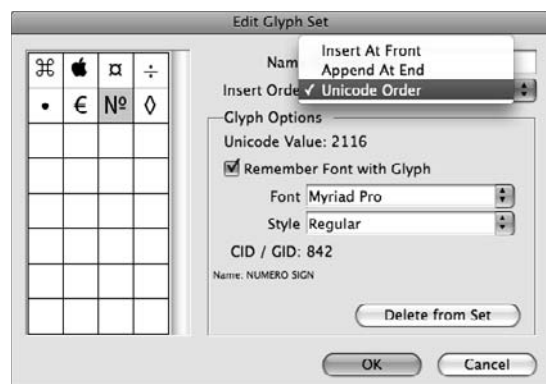 Edit Glyph Set
⌘  ¤ ÷
• € № ◊
Nam
Insert At Front
Append At End
Insert Orde ✓ Unicode Order
Glyph Options
Unicode Value: 2116
Remember Font with Glyph
Font Myriad Pro
Style Regular
CID / GID: 842
Name: NUMERO SIGN
Delete from Set
OK Cancel